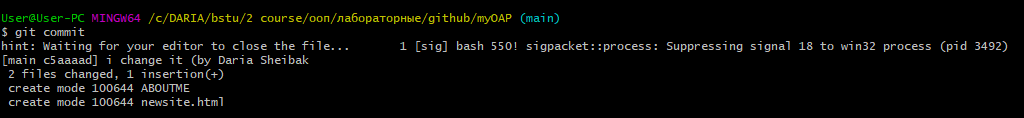 User@User-PC MINGW64 /c/DARIA/bstu/2 course/ооп/лабораторные/github/myOAP (main)
$ git commit
hint: Waiting for your editor to close the file...       1 [sig] bash 550! sigpacket::process: Suppressing signal 18 to win32 process (pid 3492)
[main c5aaaad] i change it (by Daria Sheibak
 2 files changed, 1 insertion(+)
 create mode 100644 ABOUTME
 create mode 100644 newsite.html